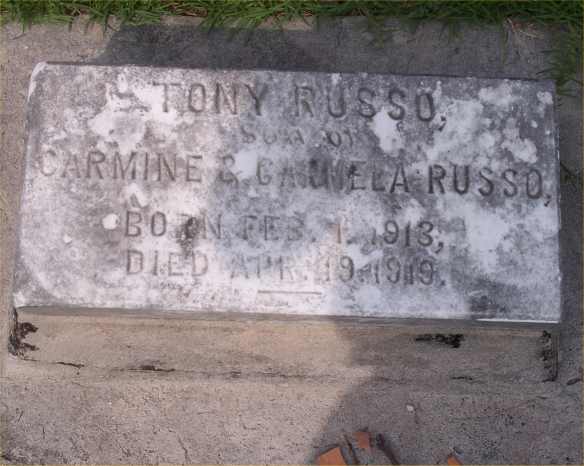 TONY RUSSO,
SON OF
CARMINE & CARMELA RUSSO,
BORN FEB. 1, 1913,
DIED APR. 19, 1919.